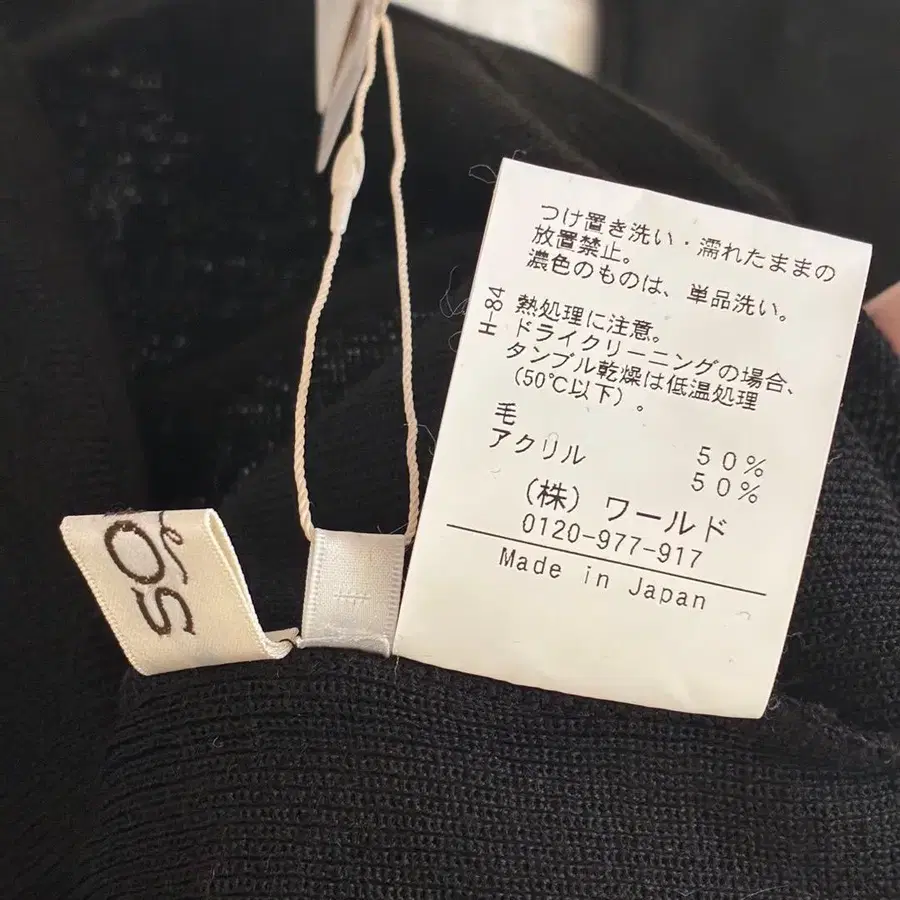 つけ置き洗い・濡れたままの
放置禁止。
濃色のものは、単品洗い。
熱処理に注意。
ドライクリーニングの場合、
タンブル乾燥は低温処理
(50℃以下)。
H-84
毛 50%
アクリル 50%
(株)ワールド
0120-977-917
Made in Japan